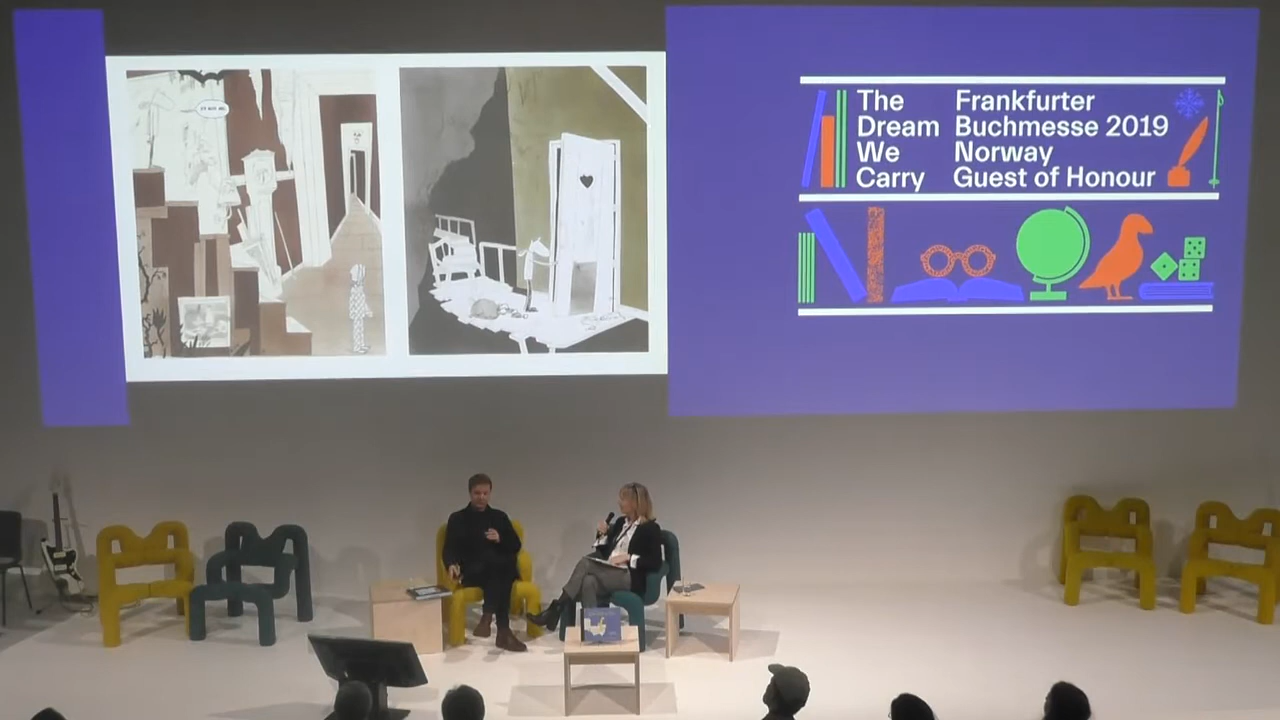 The Dream We Carry
Frankfurter Buchmesse 2019
Norway
Guest of Honour